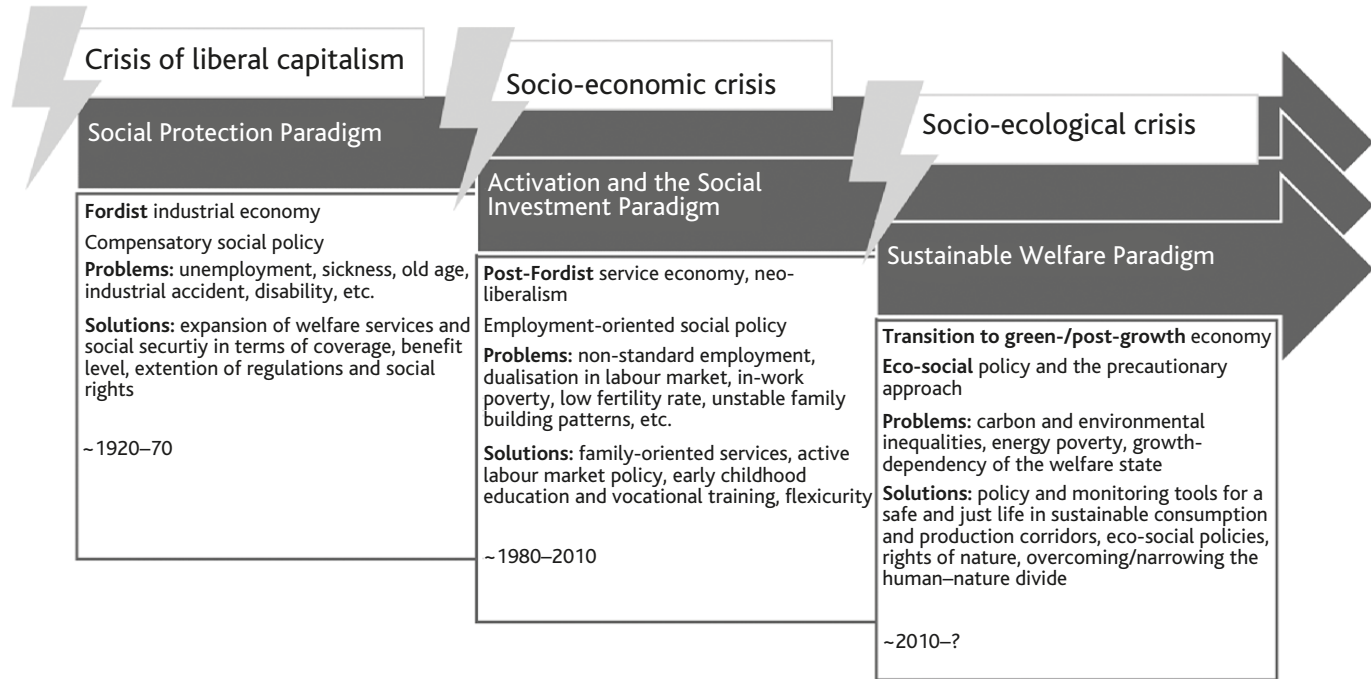 Crisis of liberal capitalism
Social Protection Paradigm
Fordist industrial economy
Compensatory social policy
Problems: unemployment, sickness, old age,
industrial accident, disability, etc.
Solutions: expansion of welfare services and
social securtiy in terms of coverage, benefit
level, extention of regulations and social
rights
~1920–70
Socio-economic crisis
Activation and the Social
Investment Paradigm
Post-Fordist service economy, neo-
liberalism
Employment-oriented social policy
Problems: non-standard employment,
dualisation in labour market, in-work
poverty, low fertility rate, unstable family
building patterns, etc.
Solutions: family-oriented services, active
labour market policy, early childhood
education and vocational training, flexicurity
~1980–2010
Socio-ecological crisis
Sustainable Welfare Paradigm
Transition to green-/post-growth economy
Eco-social policy and the precautionary
approach
Problems: carbon and environmental
inequalities, energy poverty, growth-
dependency of the welfare state
Solutions: policy and monitoring tools for a
safe and just life in sustainable consumption
and production corridors, eco-social policies,
rights of nature, overcoming/narrowing the
human–nature divide
~2010–?